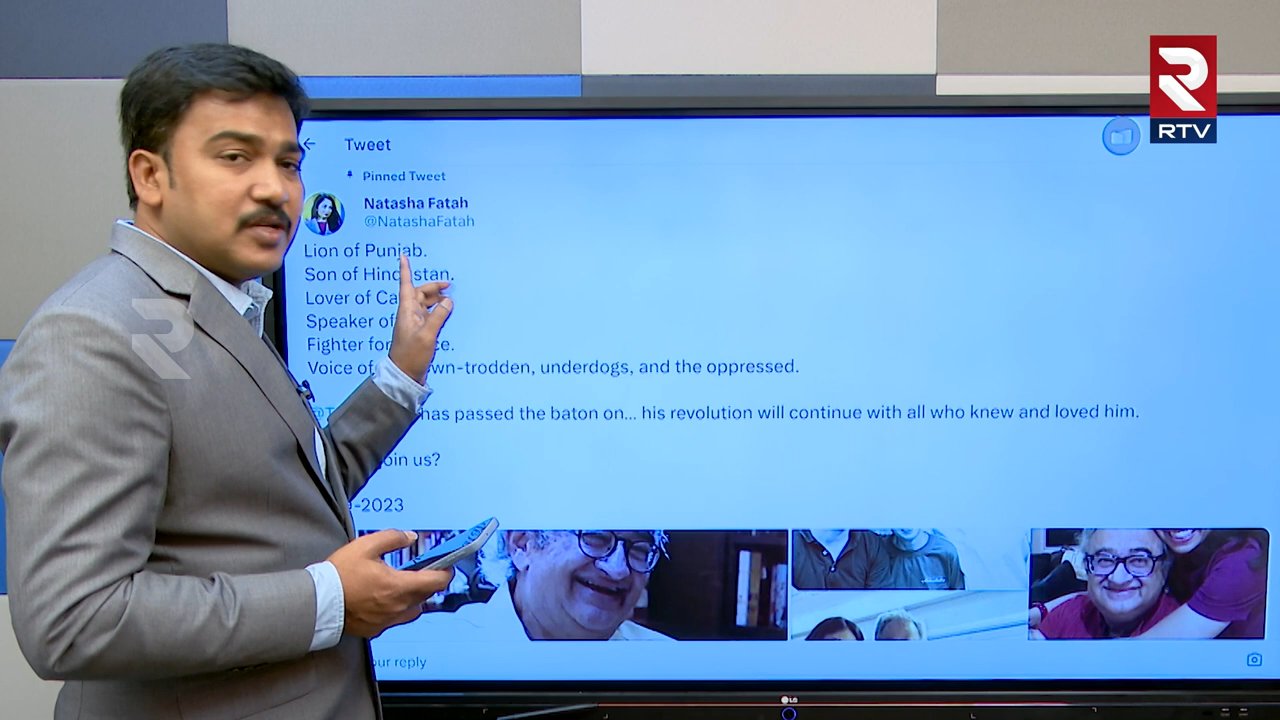 RTV
Tweet
Pinned Tweet
Natasha Fatah
@NatashaFatah
Lion of Punjab.
Son of Hind stan.
Lover of Ca
Speaker of
Fighter for ce.
Voice of wn-trodden, underdogs, and the oppressed.
has passed the baton on... his revolution will continue with all who knew and loved him.
oin us?
-2023
our reply
LG